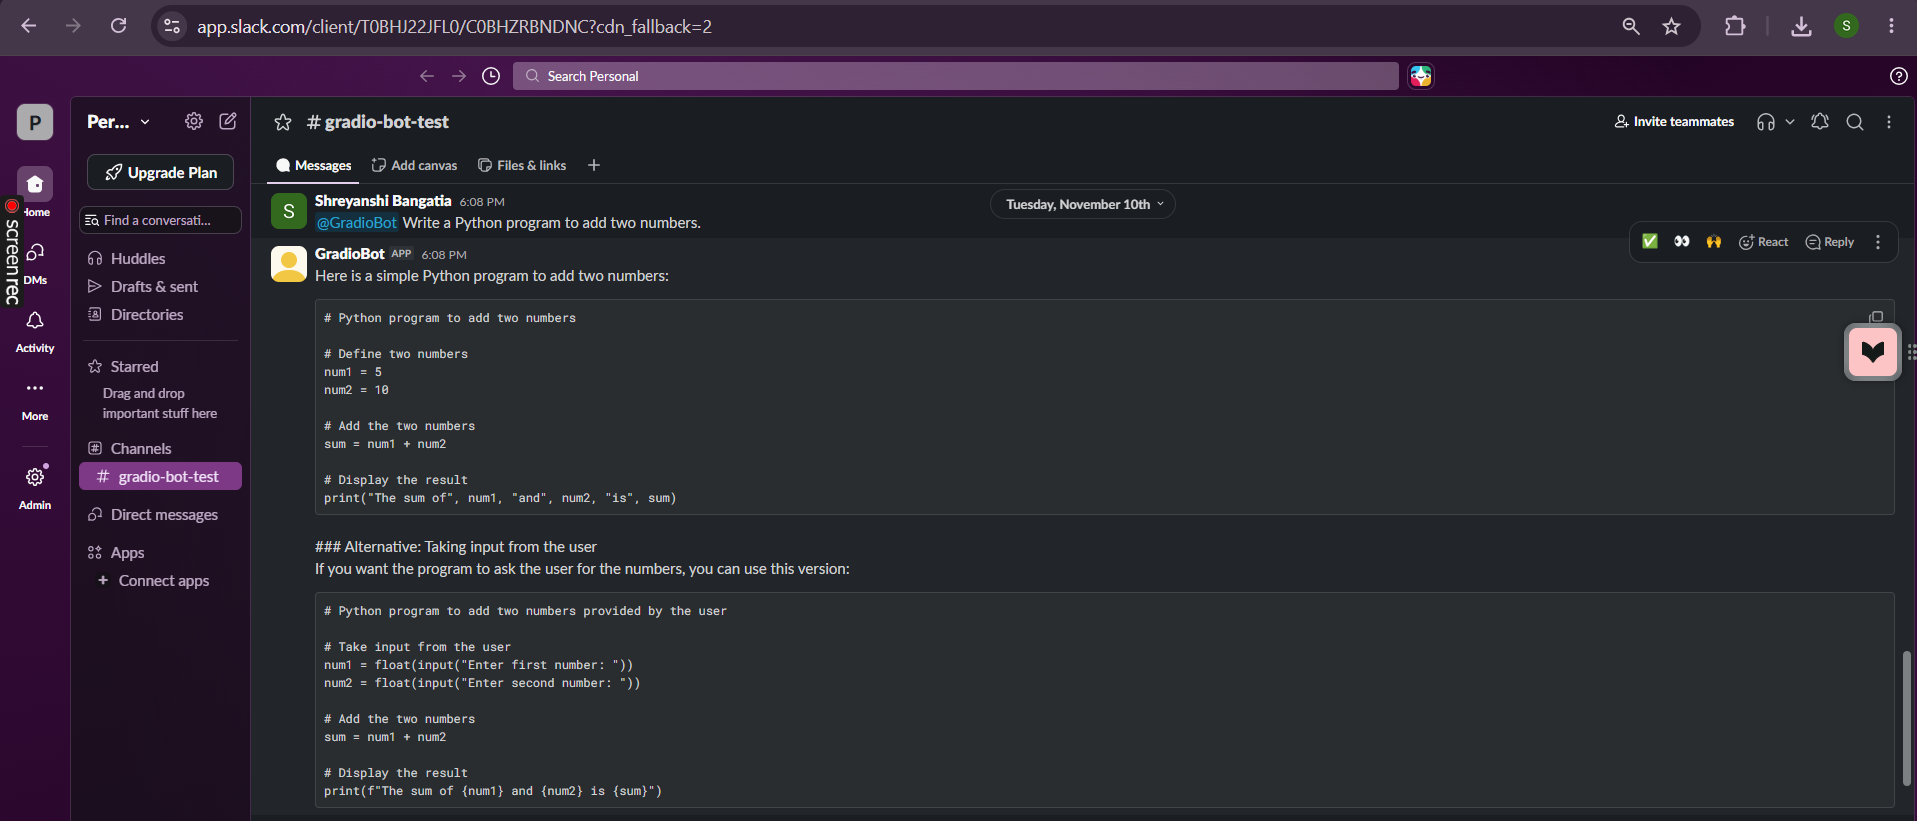 app.slack.com/client/T0BHJ22JFL0/C0BHZRBNDNC?cdn_fallback=2
S
Search Personal
P
Per...
# gradio-bot-test
Invite teammates
Upgrade Plan
Messages
Add canvas
Files & links
Home
Find a conversati...
Huddles
DMs
Drafts & sent
Directories
Activity
Starred
Drag and drop
important stuff here
More
Channels
# gradio-bot-test
Admin
Direct messages
Apps
+ Connect apps
screenrec
S
Shreyanshi Bangatia 6:08 PM
Tuesday, November 10th
@GradioBot Write a Python program to add two numbers.
React
Reply
GradioBot APP 6:08 PM
Here is a simple Python program to add two numbers:
# Python program to add two numbers
# Define two numbers
num1 = 5
num2 = 10
# Add the two numbers
sum = num1 + num2
# Display the result
print("The sum of", num1, "and", num2, "is", sum)
### Alternative: Taking input from the user
If you want the program to ask the user for the numbers, you can use this version:
# Python program to add two numbers provided by the user
# Take input from the user
num1 = float(input("Enter first number: "))
num2 = float(input("Enter second number: "))
# Add the two numbers
sum = num1 + num2
# Display the result
print(f"The sum of {num1} and {num2} is {sum}")